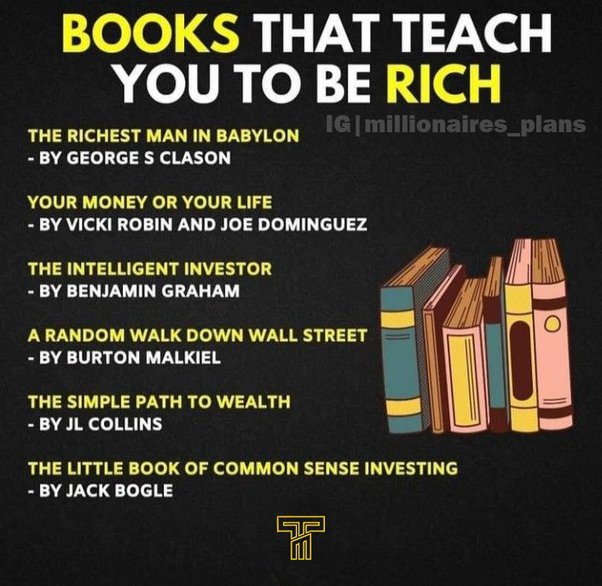 BOOKS THAT TEACH
YOU TO BE RICH
IG|millionaires_plans
THE RICHEST MAN IN BABYLON
- BY GEORGE S CLASON
YOUR MONEY OR YOUR LIFE
- BY VICKI ROBIN AND JOE DOMINGUEZ
THE INTELLIGENT INVESTOR
- BY BENJAMIN GRAHAM
A RANDOM WALK DOWN WALL STREET
- BY BURTON MALKIEL
THE SIMPLE PATH TO WEALTH
- BY JL COLLINS
THE LITTLE BOOK OF COMMON SENSE INVESTING
- BY JACK BOGLE